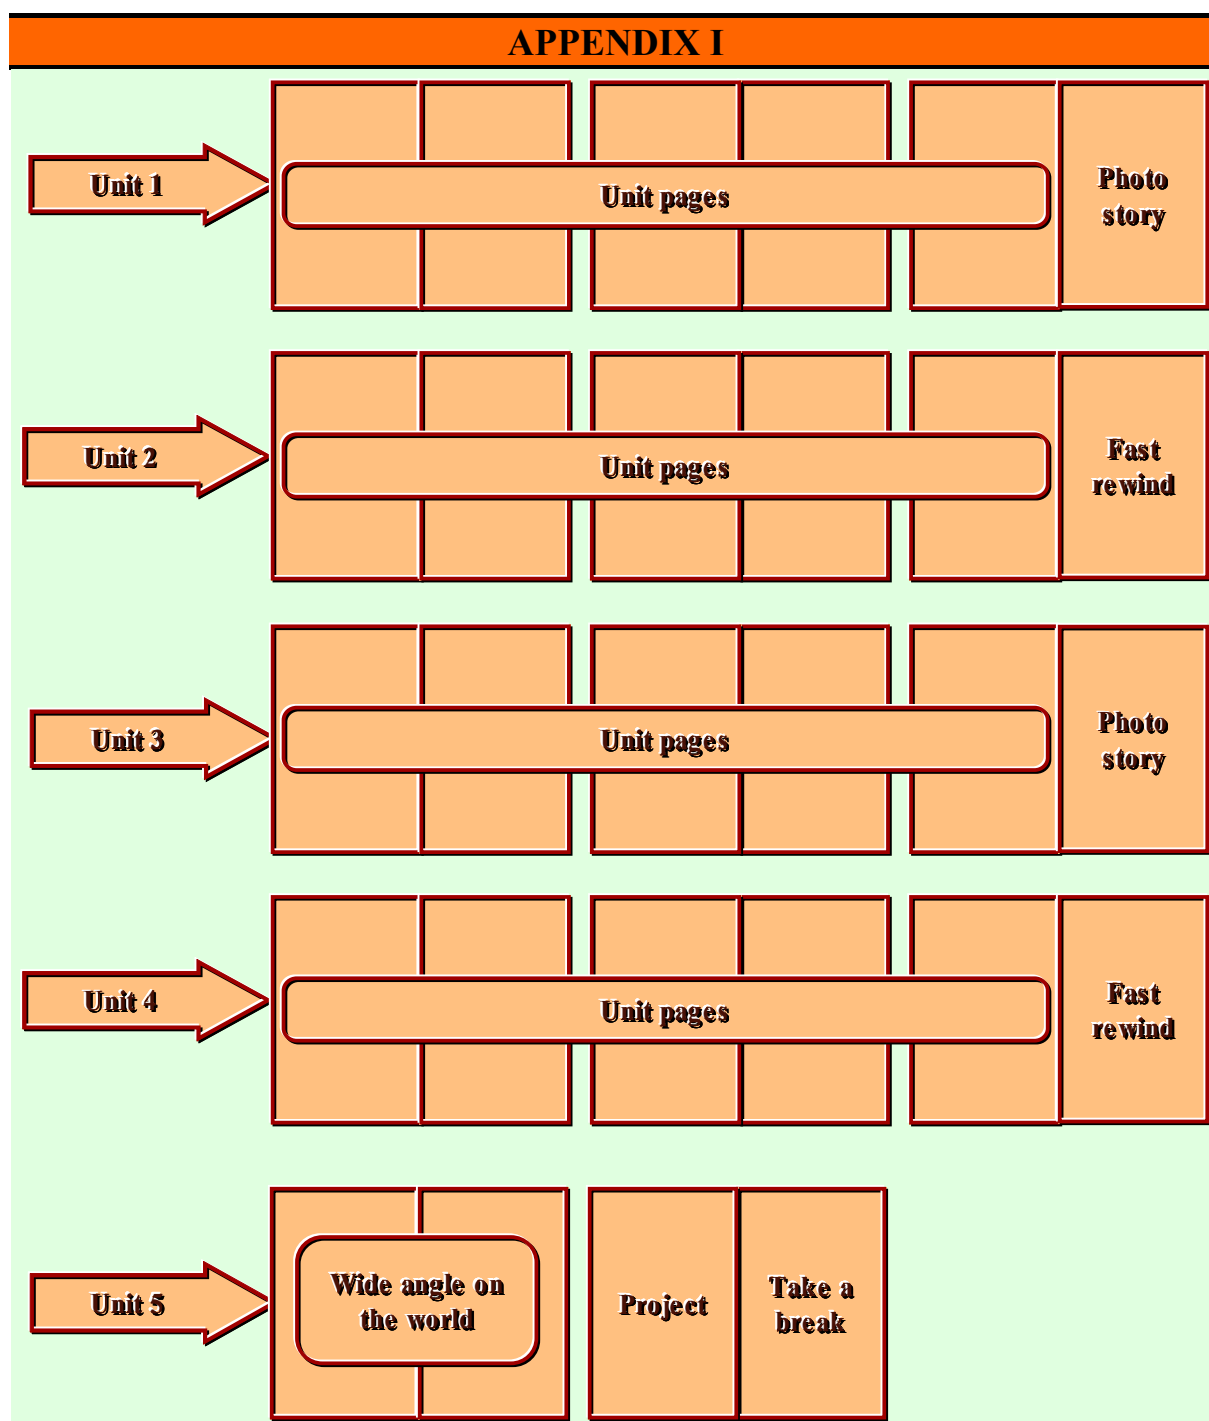 APPENDIX I
Unit 1
Unit pages
Photo
story
Unit 2
Unit pages
Fast
rewind
Unit 3
Unit pages
Photo
story
Unit 4
Unit pages
Fast
rewind
Unit 5
Wide angle on
the world
Project
Take a
break